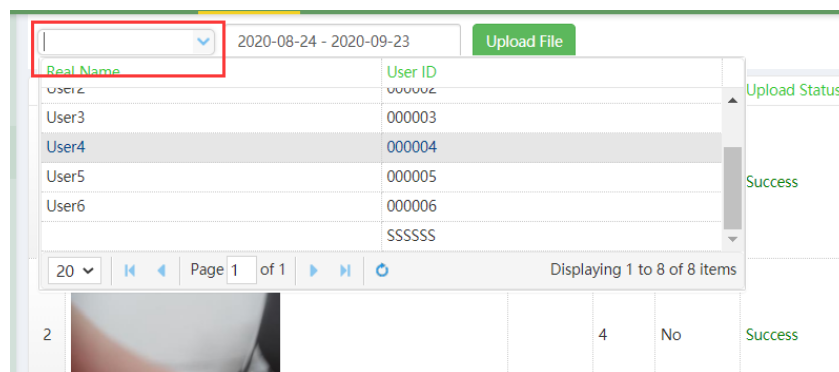 2020-08-24 - 2020-09-23 Upload File
Real Name User ID
User2 000002
Upload Status
User3 000003
User4 000004
User5 000005
Success
User6 000006
SSSSSS
20 Page 1 of 1 Displaying 1 to 8 of 8 items
2 4 No Success